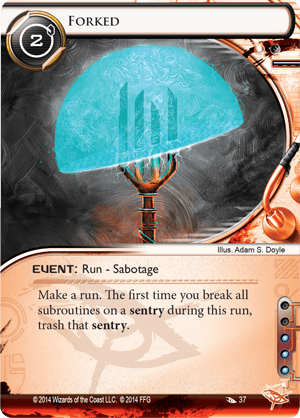 FORKED
2
Illus. Adam S. Doyle
EVENT: Run - Sabotage
Make a run. The first time you break all
subroutines on a sentry during this run,
trash that sentry.
© 2014 Wizards of the Coast LLC. © 2014 FFG
37